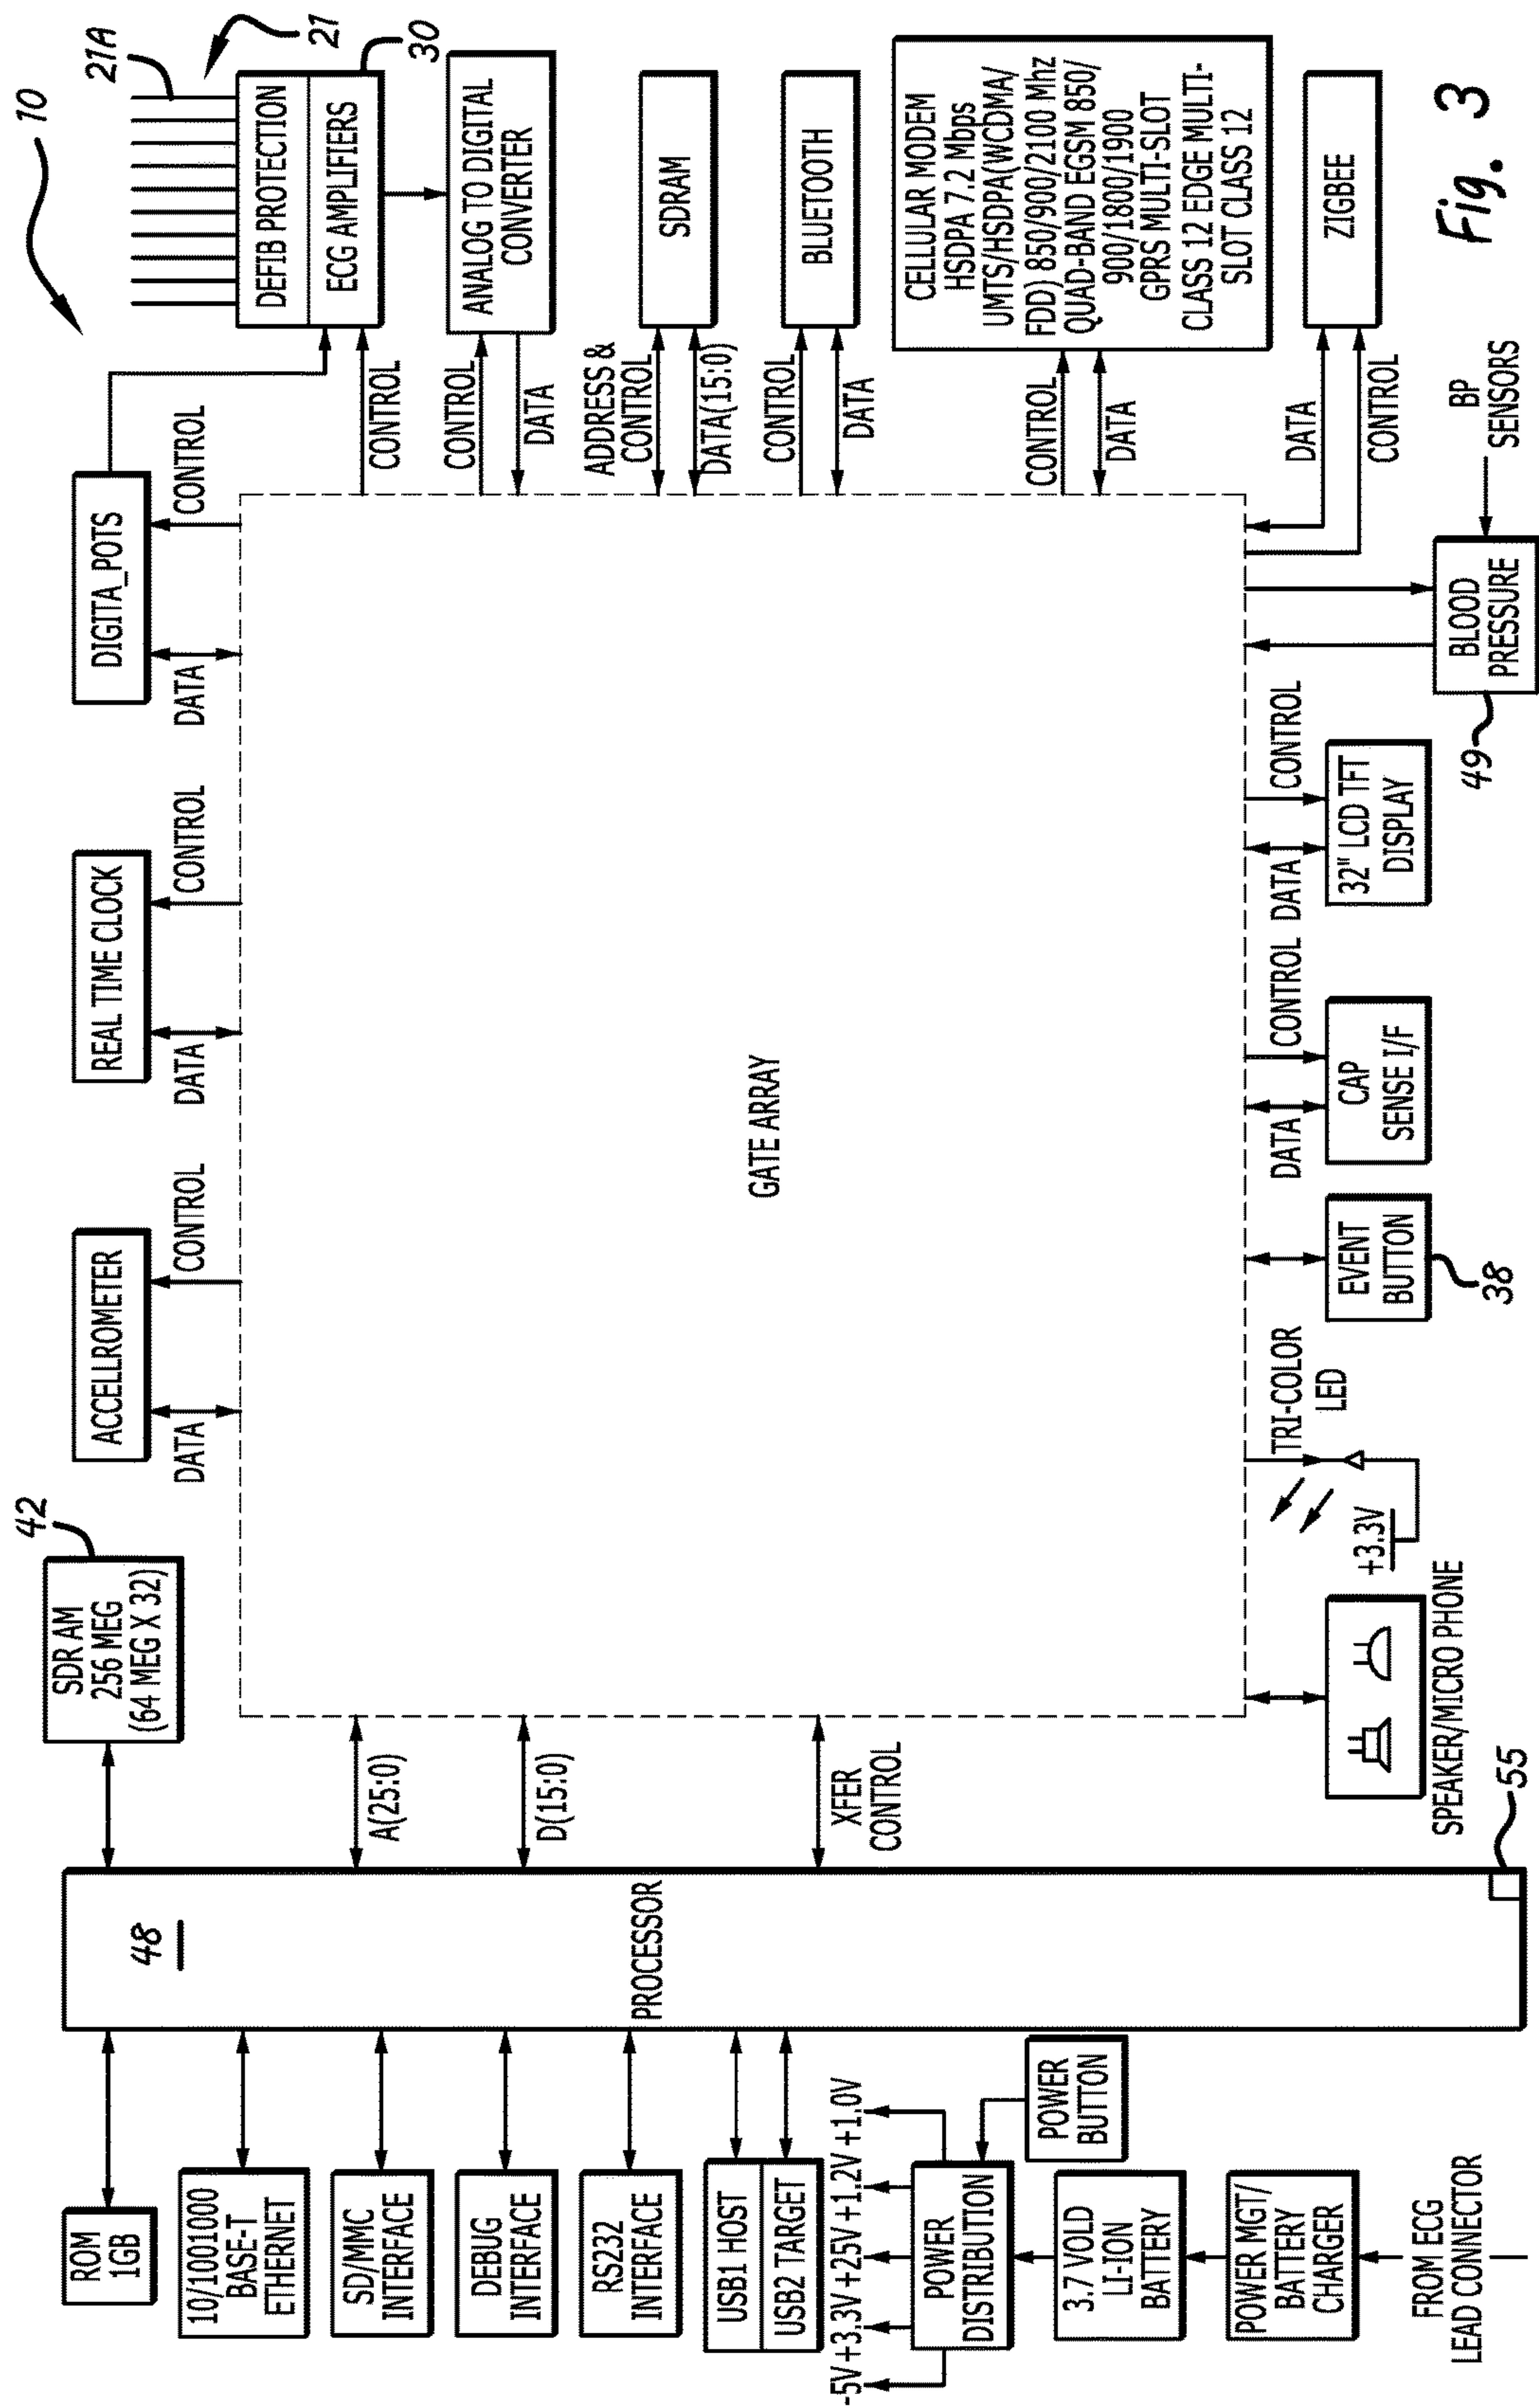 10
21A
21
30
42
SDR AM
256 MEG
(64 MEG X 32)
ACCELLROMETER
DATA
CONTROL
REAL TIME CLOCK
DATA
CONTROL
DIGITA_POTS
DATA
CONTROL
DEFIB PROTECTION
ECG AMPLIFIERS
CONTROL
ANALOG TO DIGITAL
CONVERTER
CONTROL
DATA
SDRAM
ADDRESS &
CONTROL
DATA(15:0)
BLUETOOTH
CONTROL
DATA
CELLULAR MODEM
HSDPA 7.2 Mbps
UMTS/HSDPA(WCDMA/
FDD) 850/900/2100 Mhz
QUAD-BAND EGSM 850/
900/1800/1900
GPRS MULTI-SLOT
CLASS 12 EDGE MULTI-
SLOT CLASS 12
CONTROL
DATA
ZIGBEE
DATA
CONTROL
GATE ARRAY
ROM
1GB
10/1001000
BASE-T
ETHERNET
SD/MMC
INTERFACE
DEBUG
INTERFACE
RS232
INTERFACE
USB1 HOST
USB2 TARGET
48
PROCESSOR
55
A(25:0)
D(15:0)
XFER
CONTROL
-5V +3.3V +25V +1.2V +1.0V
POWER
DISTRIBUTION
POWER
BUTTON
3.7 VOLD
LI-ION
BATTERY
POWER MGT/
BATTERY
CHARGER
FROM ECG
LEAD CONNECTOR
SPEAKER/MICRO PHONE
+3.3V
TRI-COLOR
LED
EVENT
BUTTON
38
DATA
CONTROL
CAP
SENSE I/F
DATA
CONTROL
32" LCD TFT
DISPLAY
BLOOD
PRESSURE
49
BP
SENSORS
Fig. 3